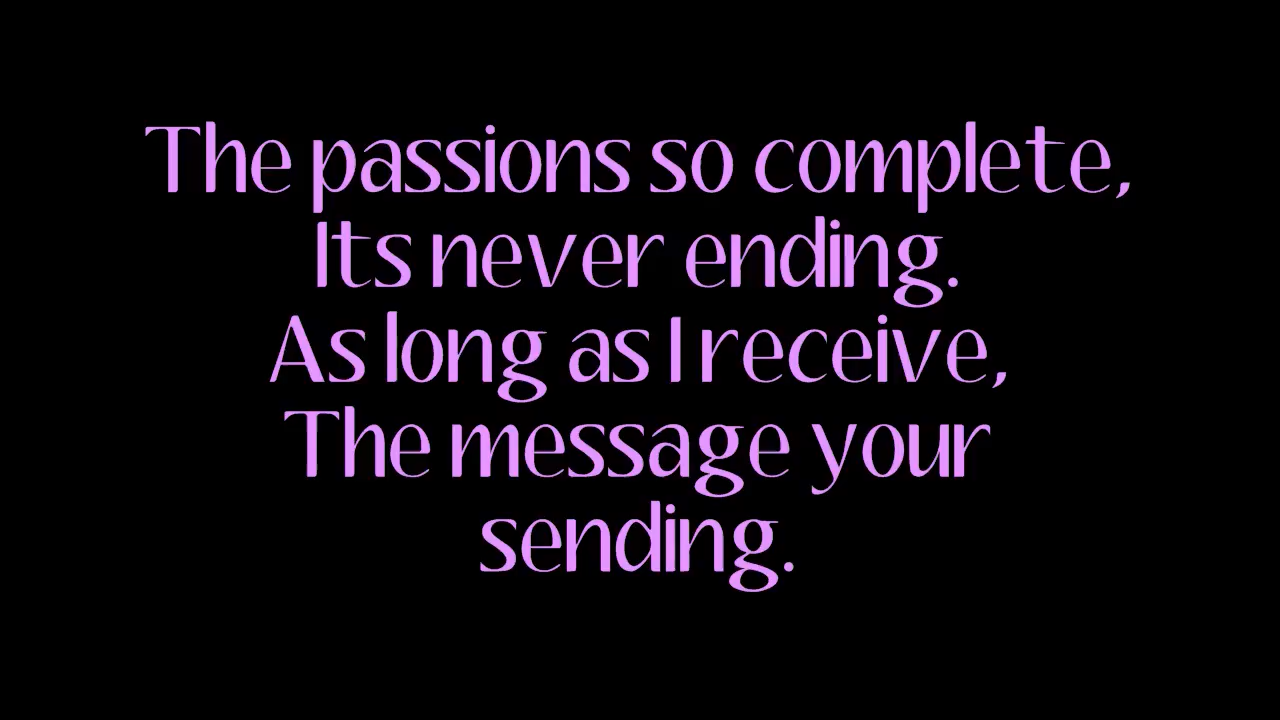 The passions so complete,
Its never ending.
As long as I receive,
The message your
sending.